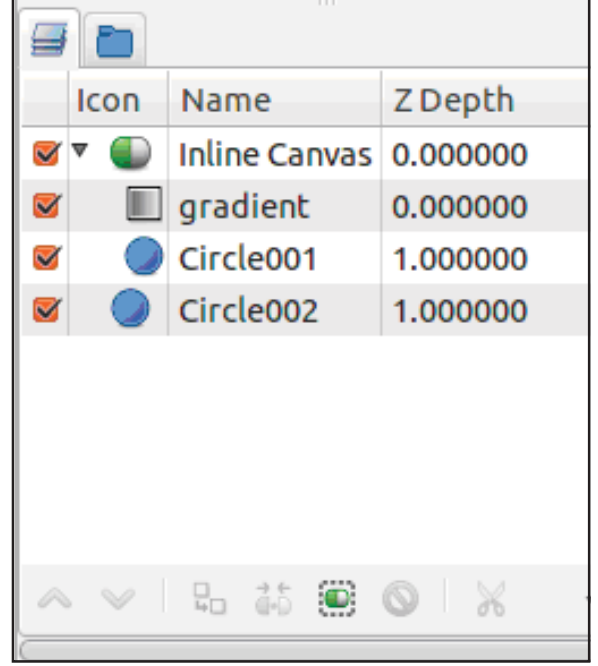 Icon Name Z Depth
Inline Canvas 0.000000
gradient 0.000000
Circle001 1.000000
Circle002 1.000000